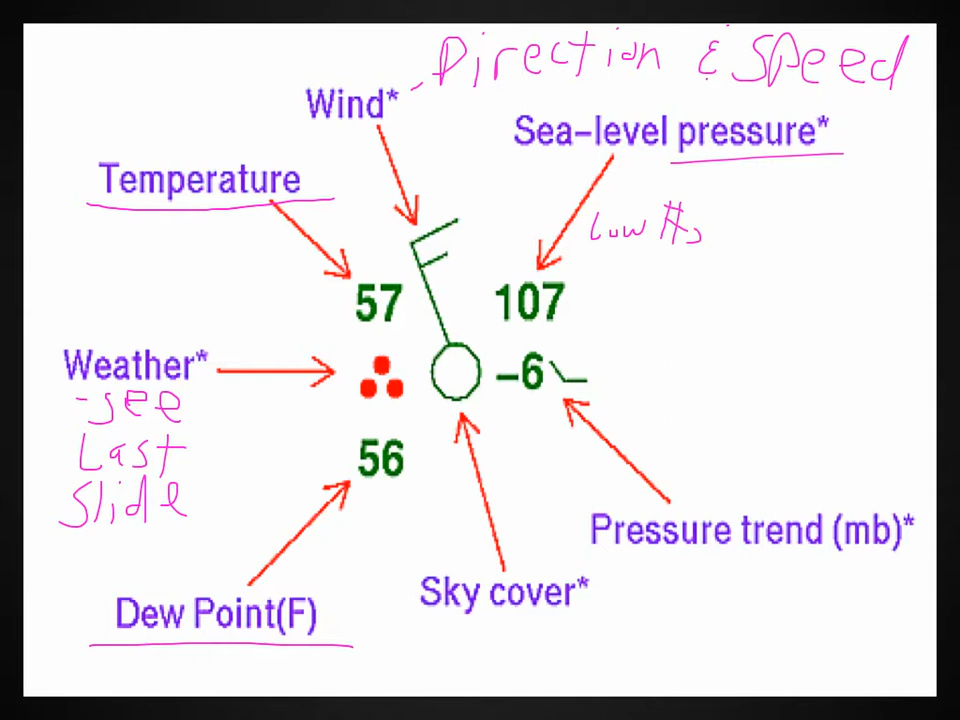 -Direction & Speed
Wind*
Sea-level pressure*
Temperature
Low #s
57
107
Weather*
-6
-see
Last
Slide
56
Pressure trend (mb)*
Sky cover*
Dew Point(F)